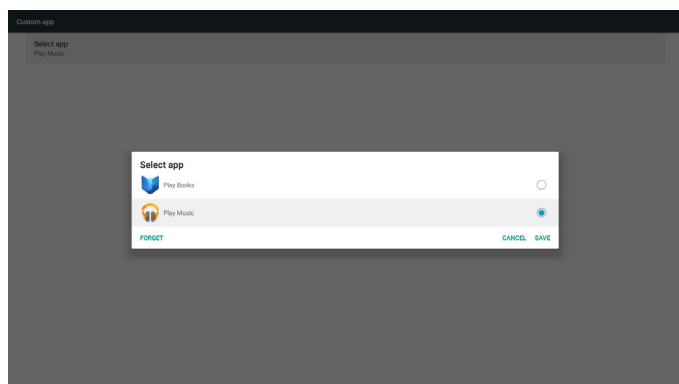 Custom app
Select app
Play Music
Select app
Play Books
Play Music
FORGET CANCEL SAVE